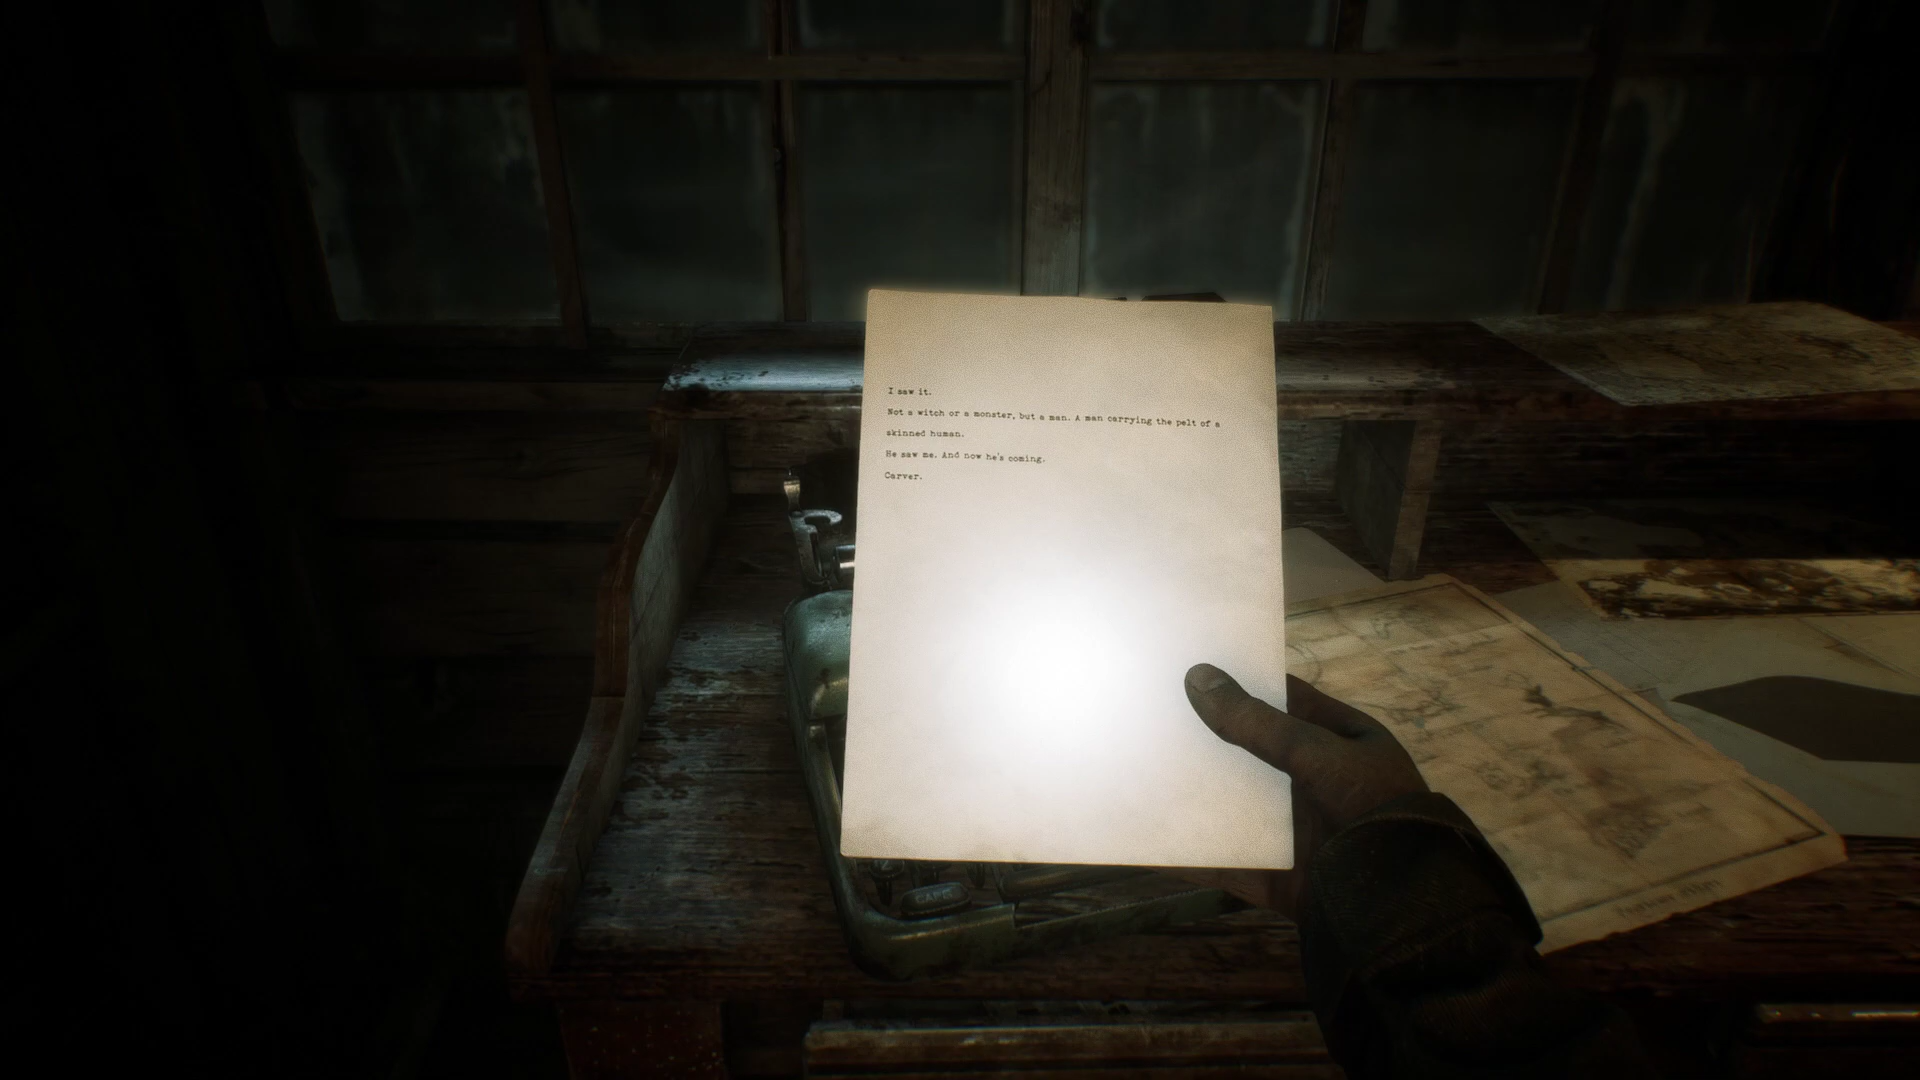 I saw it.
Not a witch or a monster, but a man. A man carrying the pelt of a
skinned human.
He saw me. And now he's coming.
Carver.